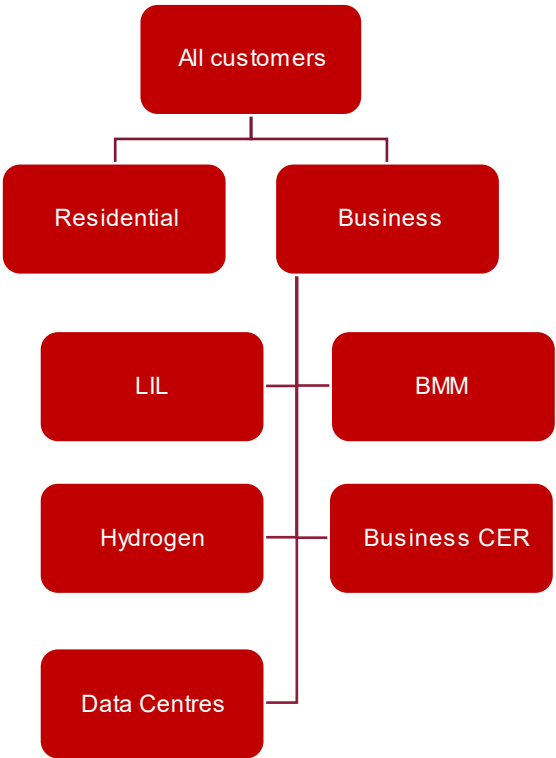 All customers
Residential
Business
LIL
BMM
Hydrogen
Business CER
Data Centres